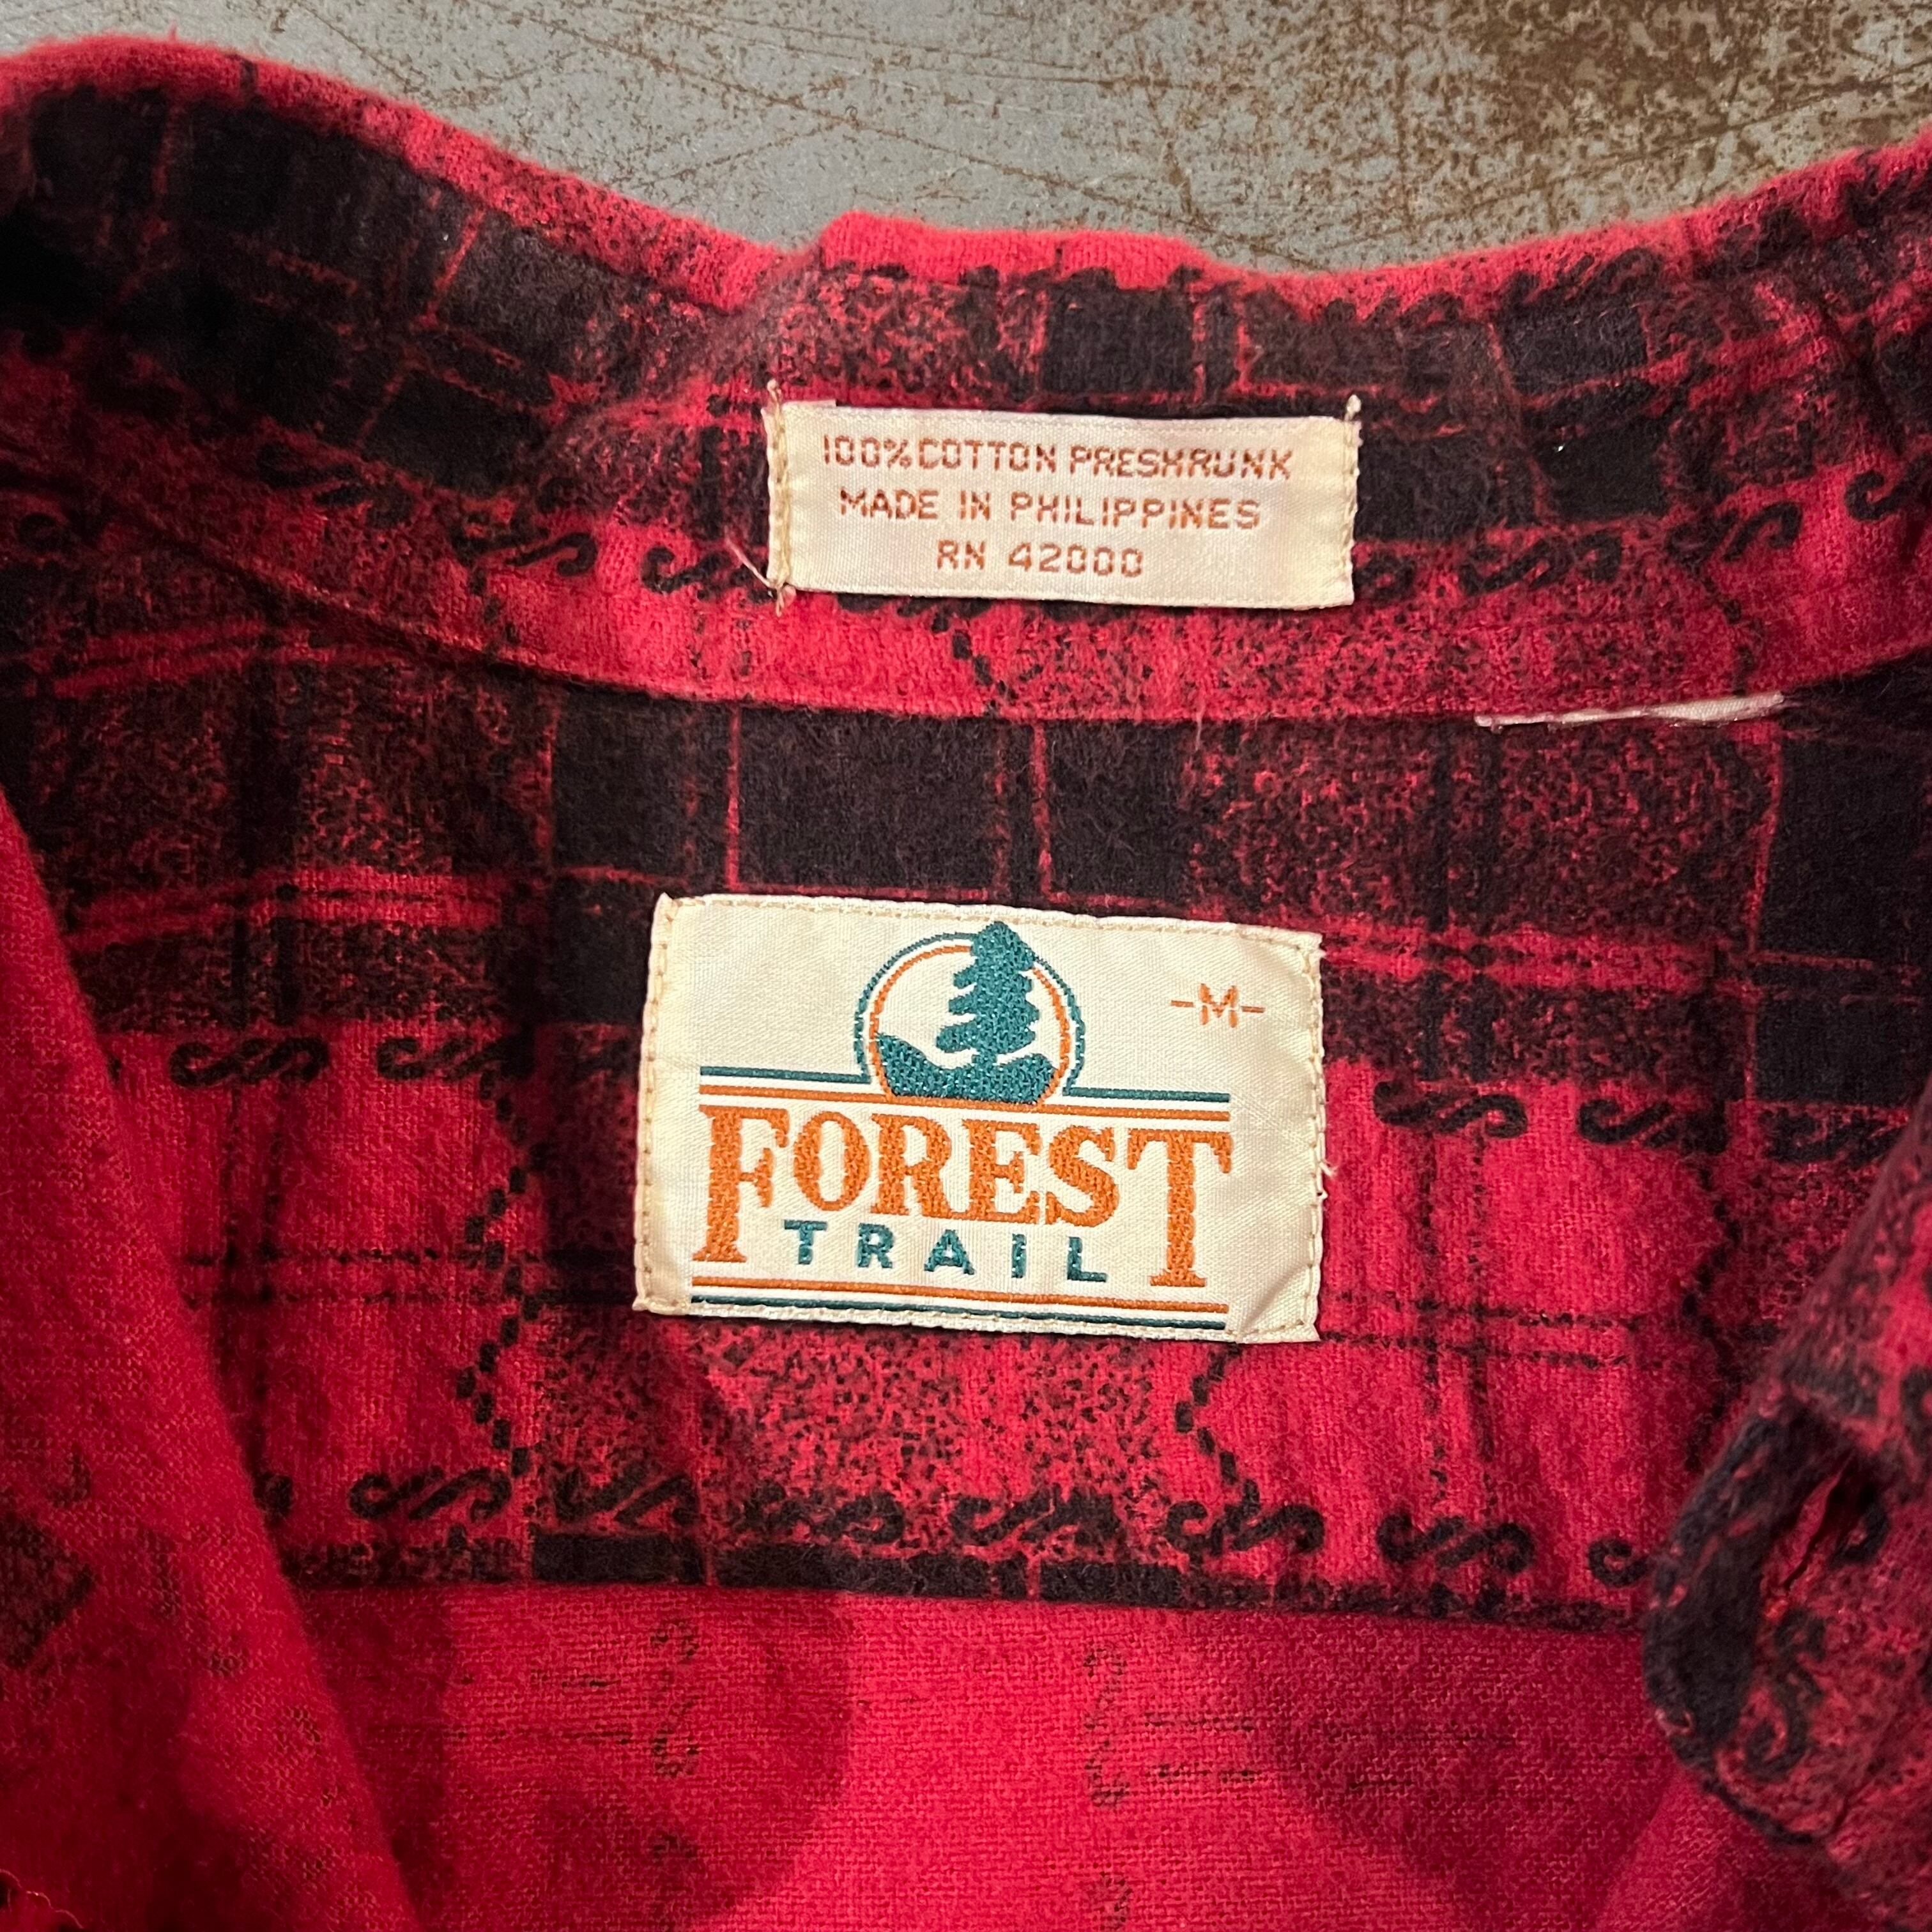 100% COTTON PRESHRUNK
MADE IN PHILIPPINES
RN 42000
-M-
FOREST
TRAIL